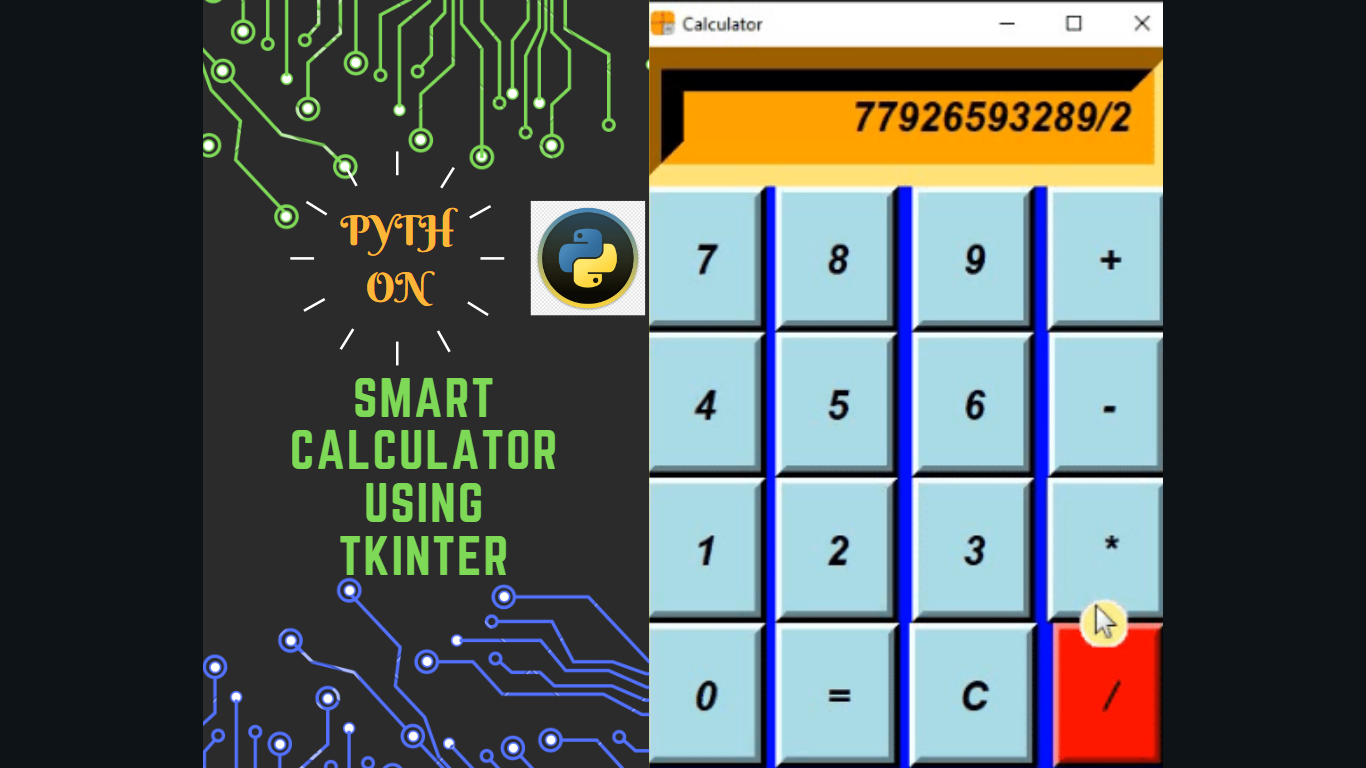 PYTH
ON
SMART
CALCULATOR
USING
TKINTER
Calculator
77926593289/2
7 8 9 +
4 5 6 -
1 2 3 *
0 = C /